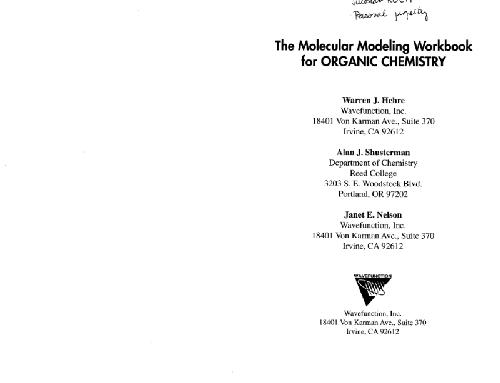 Personal property
The Molecular Modeling Workbook
for ORGANIC CHEMISTRY
Warren J. Hehre
Wavefunction, Inc.
18401 Von Karman Ave., Suite 370
Irvine, CA 92612
Alan J. Shusterman
Department of Chemistry
Reed College
3203 S. E. Woodstock Blvd.
Portland, OR 97202
Janet E. Nelson
Wavefunction, Inc.
18401 Von Karman Ave., Suite 370
Irvine, CA 92612
WAVEFUNCTION
Wavefunction, Inc.
18401 Von Karman Ave., Suite 370
Irvine, CA 92612